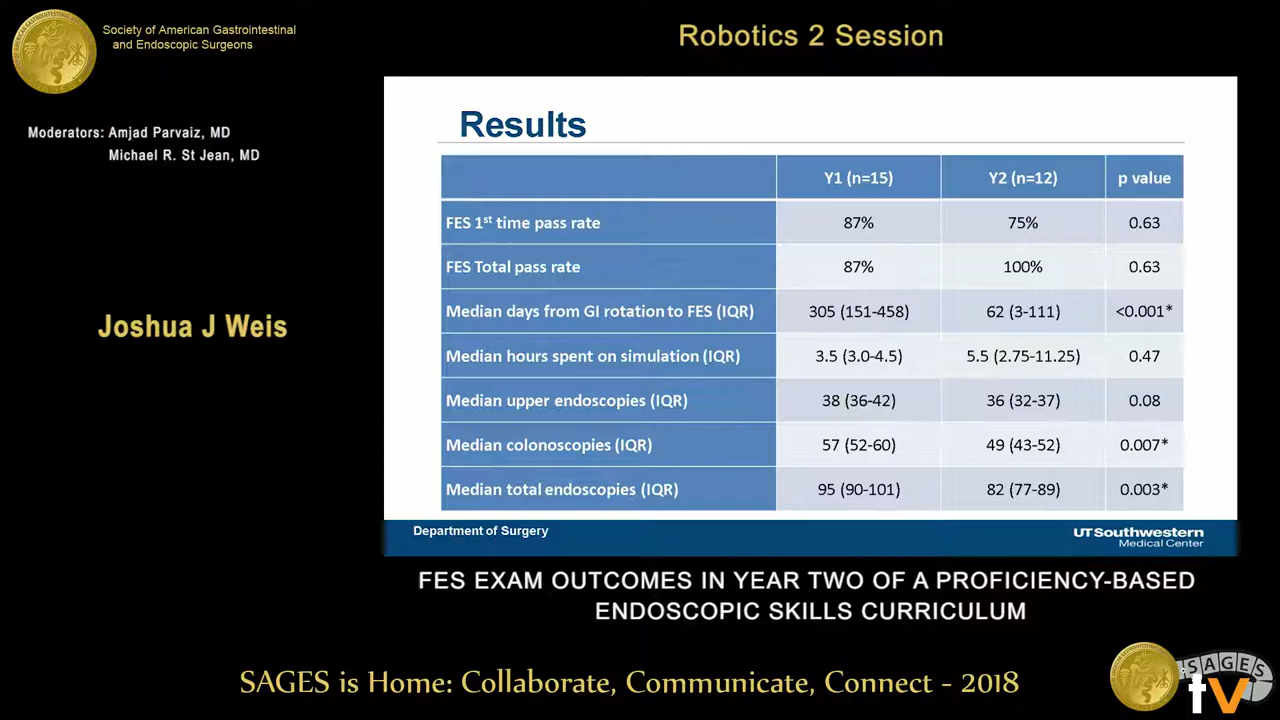 Society of American Gastrointestinal
and Endoscopic Surgeons
Robotics 2 Session
Moderators: Amjad Parvaiz, MD
Michael R. St Jean, MD
Joshua J Weis
Results
Y1 (n=15) Y2 (n=12) p value
FES 1st time pass rate 87% 75% 0.63
FES Total pass rate 87% 100% 0.63
Median days from GI rotation to FES (IQR) 305 (151-458) 62 (3-111) <0.001*
Median hours spent on simulation (IQR) 3.5 (3.0-4.5) 5.5 (2.75-11.25) 0.47
Median upper endoscopies (IQR) 38 (36-42) 36 (32-37) 0.08
Median colonoscopies (IQR) 57 (52-60) 49 (43-52) 0.007*
Median total endoscopies (IQR) 95 (90-101) 82 (77-89) 0.003*
Department of Surgery
UTSouthwestern
Medical Center
FES EXAM OUTCOMES IN YEAR TWO OF A PROFICIENCY-BASED
ENDOSCOPIC SKILLS CURRICULUM
SAGES is Home: Collaborate, Communicate, Connect - 2018
SAGES
tv